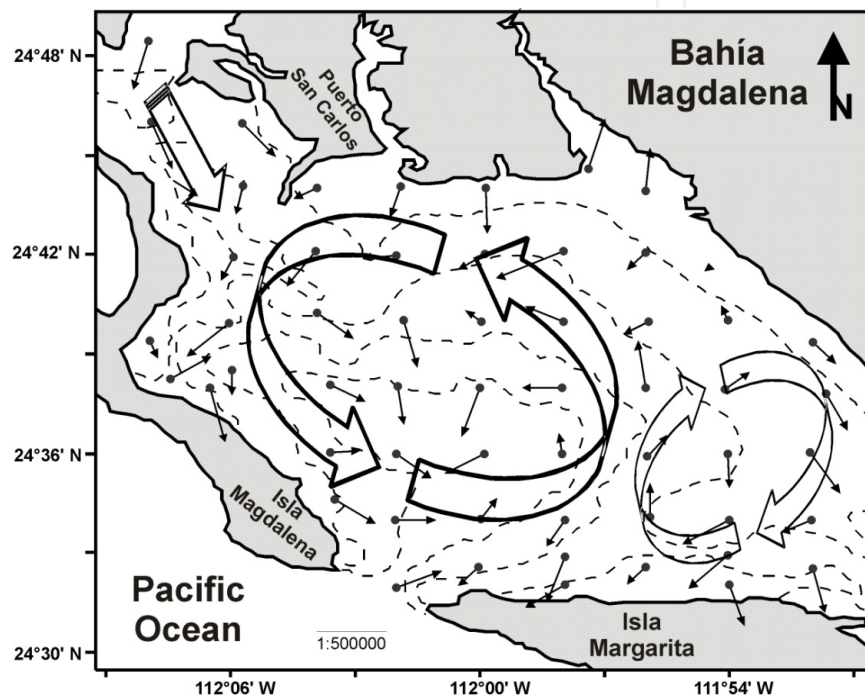 24°48' N
24°42' N
24°36' N
24°30' N
Puerto
San Carlos
Bahía
Magdalena
N
Isla
Magdalena
Pacific
Ocean
1:500000
Isla
Margarita
112°06' W
112°00' W
111°54' W